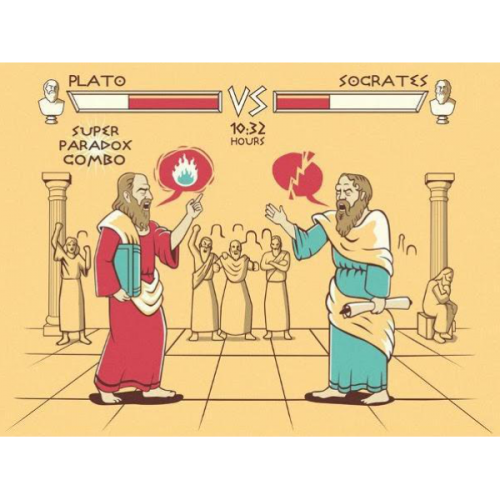 PLATO
VS
SOCRATES
SUPER
PARADOX
COMBO
10:32
HOURS